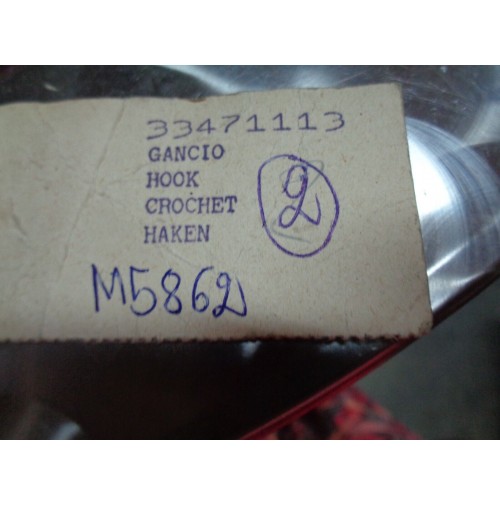 33471113
GANCIO
HOOK
CROCHET
HAKEN
2
M5862